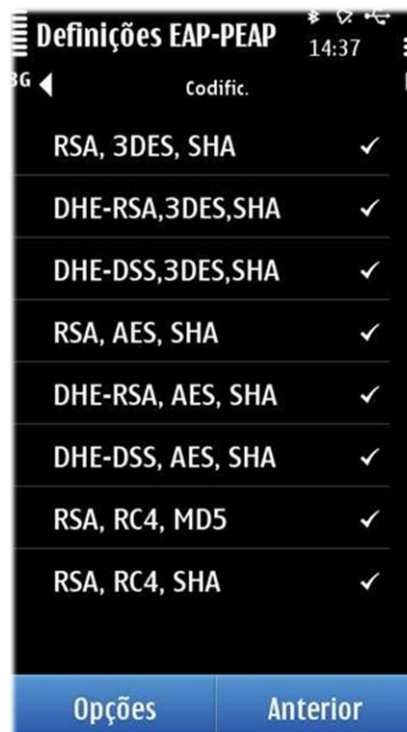 Definições EAP-PEAP
14:37
3G
Codific.
RSA, 3DES, SHA
DHE-RSA,3DES,SHA
DHE-DSS,3DES,SHA
RSA, AES, SHA
DHE-RSA, AES, SHA
DHE-DSS, AES, SHA
RSA, RC4, MD5
RSA, RC4, SHA
Opções
Anterior